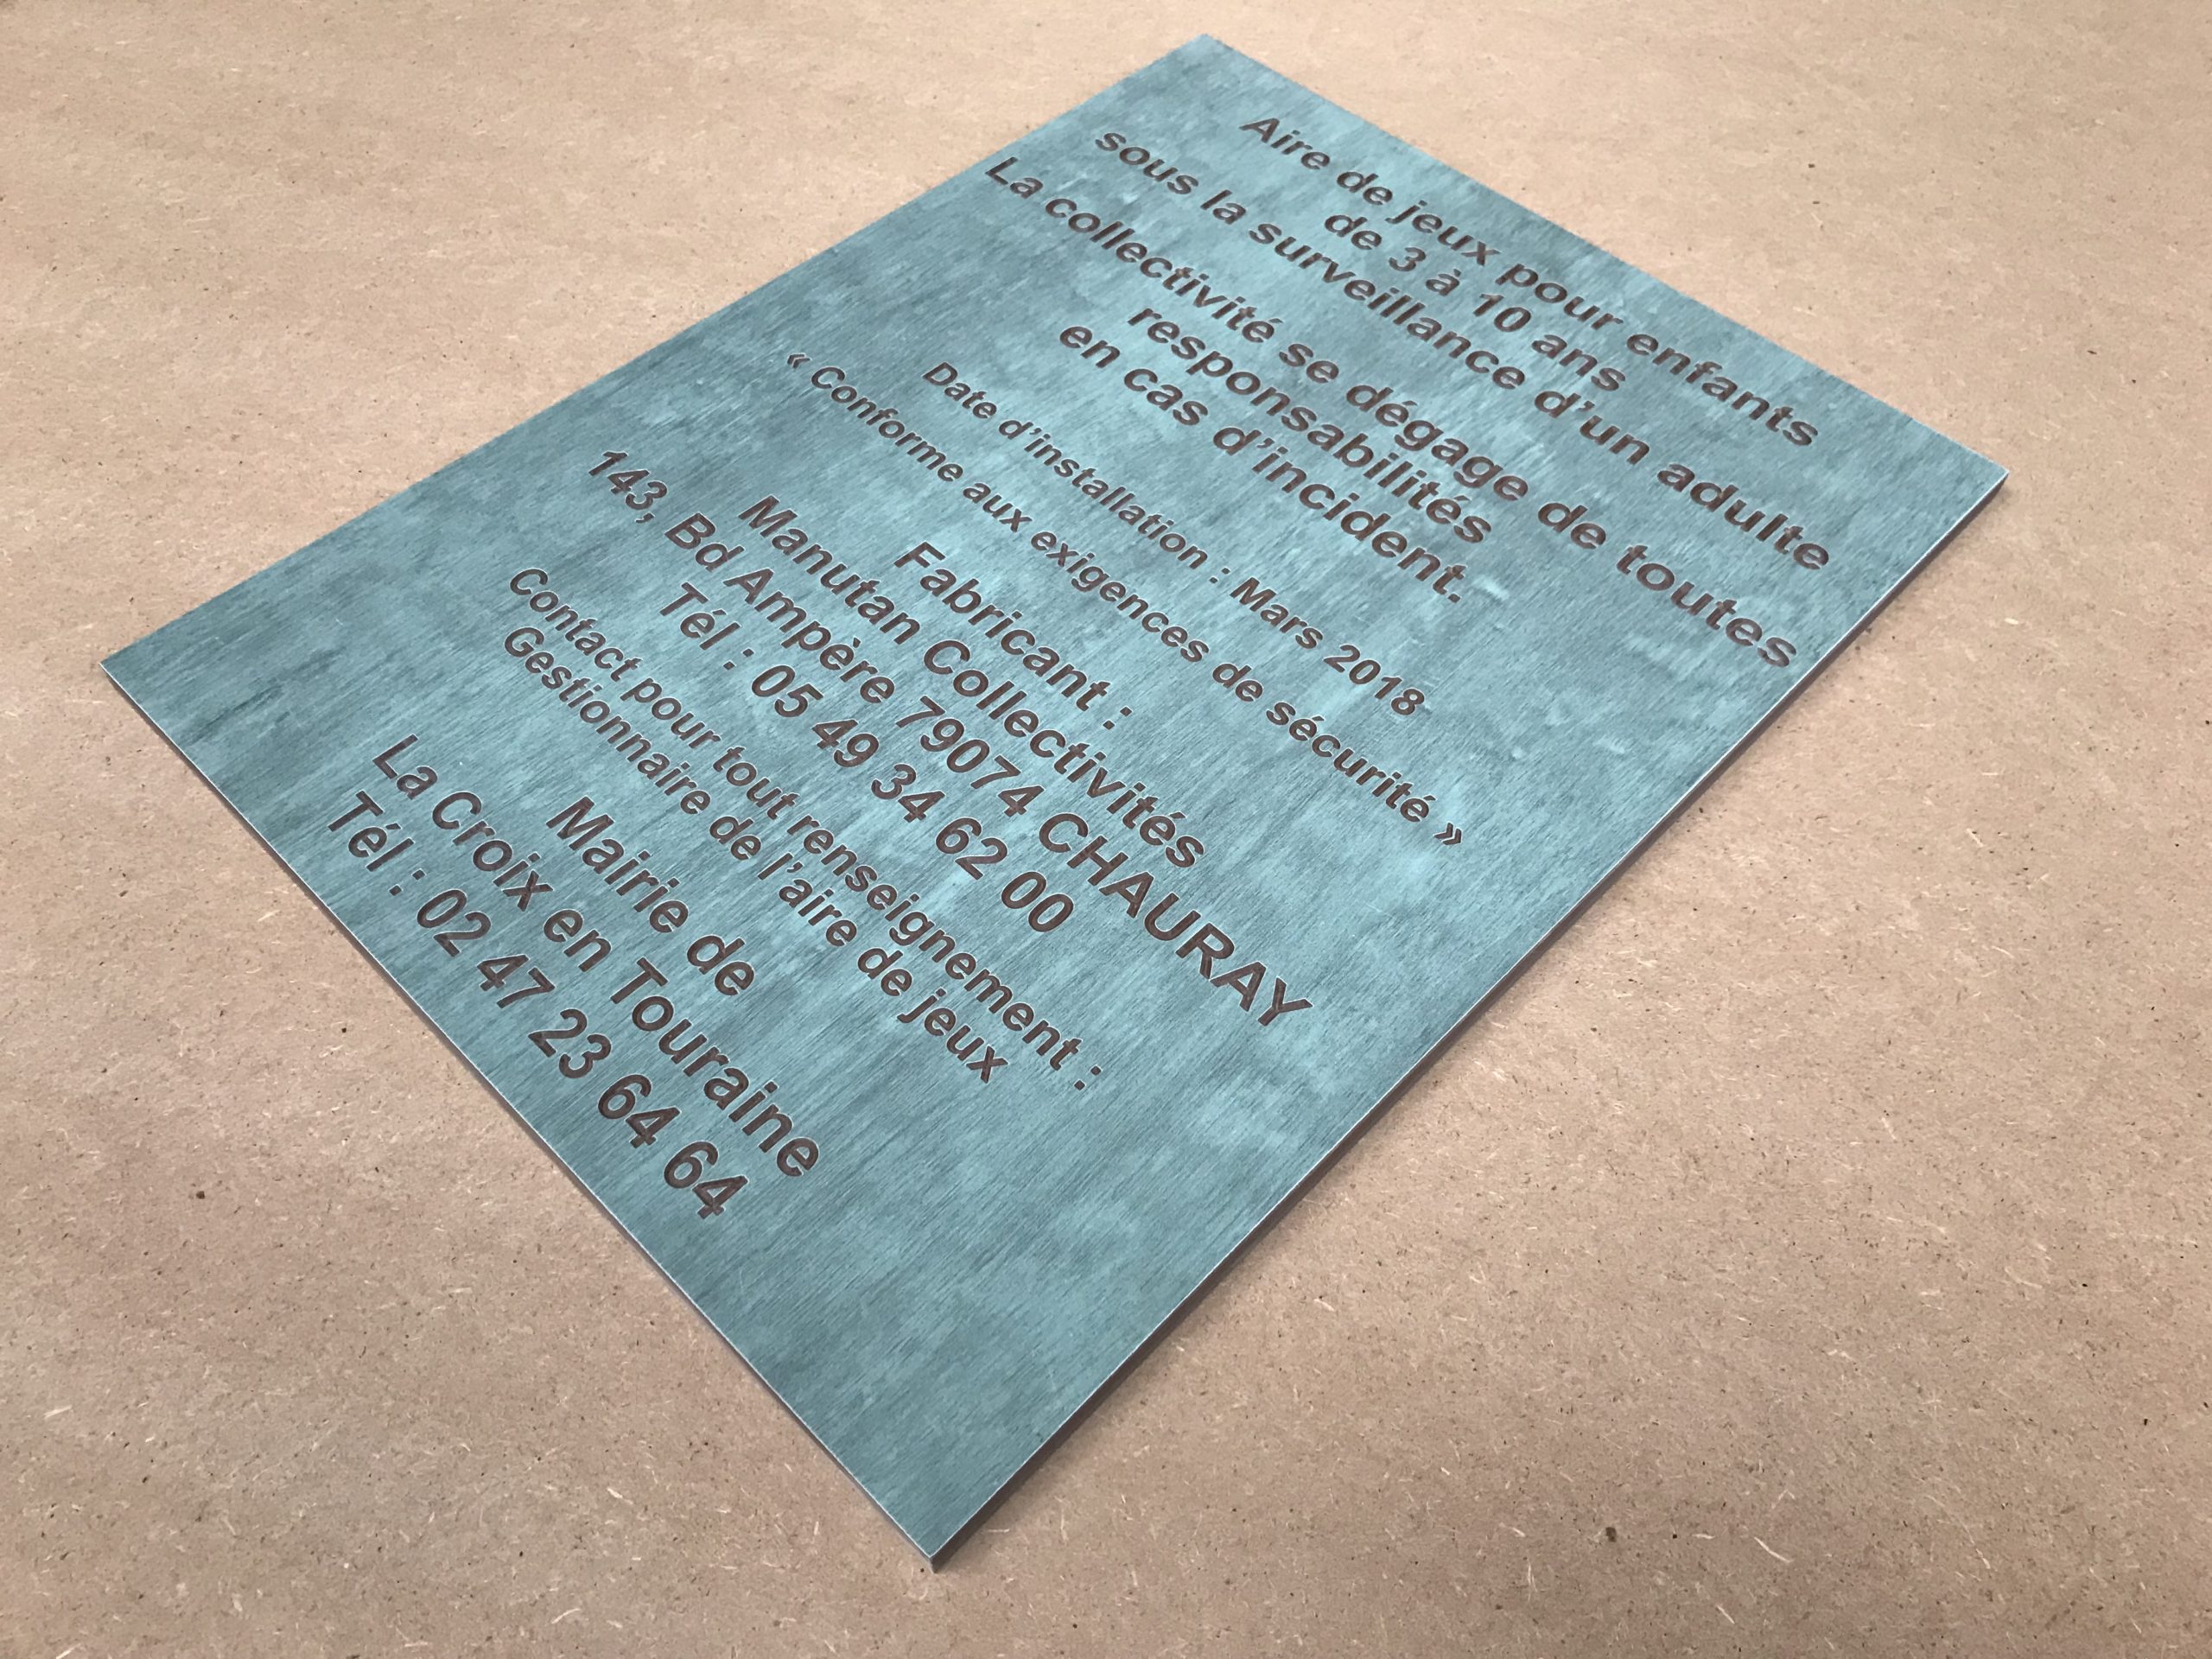 Aire de jeux pour enfants
de 3 à 10 ans
sous la surveillance d'un adulte
La collectivité se dégage de toutes
responsabilités
en cas d'incident.
Date d'installation : Mars 2018
« Conforme aux exigences de sécurité »
Fabricant :
Manutan Collectivités
143, Bd Ampère 79074 CHAURAY
Tél : 05 49 34 62 00
Contact pour tout renseignement :
Gestionnaire de l'aire de jeux
Mairie de
La Croix en Touraine
Tél : 02 47 23 64 64